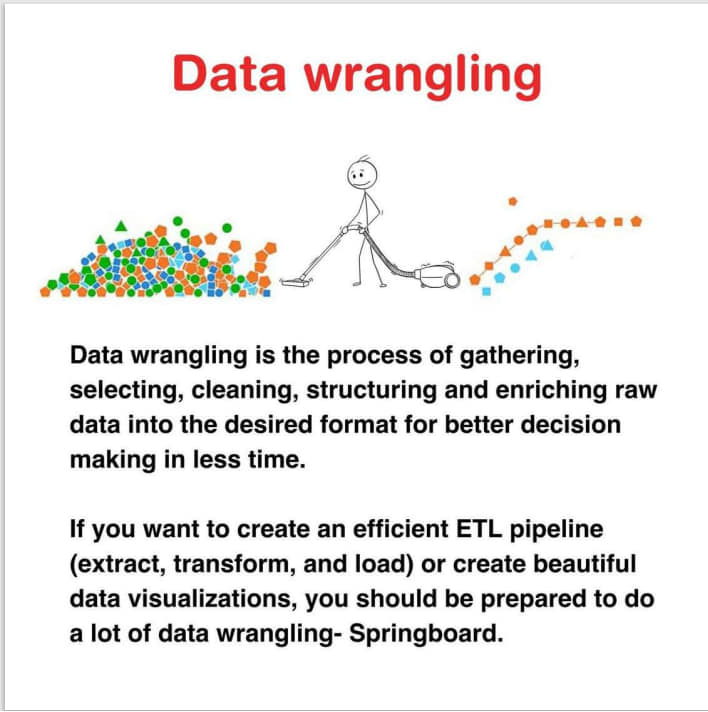 Data wrangling
Data wrangling is the process of gathering,
selecting, cleaning, structuring and enriching raw
data into the desired format for better decision
making in less time.
If you want to create an efficient ETL pipeline
(extract, transform, and load) or create beautiful
data visualizations, you should be prepared to do
a lot of data wrangling- Springboard.